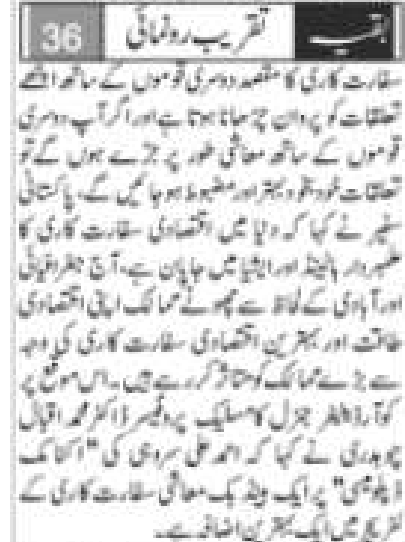 بقیہ تقریب رونمائی 36
سفارت کاری کا مقصد دوسری قوموں کے ساتھ اچھے
تعلقات کو پروان چڑھانا ہوتا ہے اور اگر آپ دوسری
قوموں کے ساتھ معاشی طور پر جڑے ہوں گے تو
تعلقات خود بخود بہتر اور مضبوط ہو جائیں گے، پاکستانی
سفیر نے کہا کہ دنیا میں اقتصادی سفارت کاری کا
علمبردار ہالینڈ اور ایشیا میں جاپان ہے، آج جغرافیائی
اور آبادی کے لحاظ سے چھوٹے ممالک اپنی اقتصادی
طاقت اور بہترین اقتصادی سفارت کاری کی وجہ
سے بڑے ممالک کو متاثر کر رہے ہیں۔ اس موقع پر
کوآرڈینیٹر جنرل کامسٹیک پروفیسر ڈاکٹر محمد اقبال
چوہدری نے کہا کہ احمد علی سروہی کی "اکنامک
ڈپلومیسی" پر ایک ہینڈ بک معاشی سفارت کاری کے
لٹریچر میں ایک بہترین اضافہ ہے۔